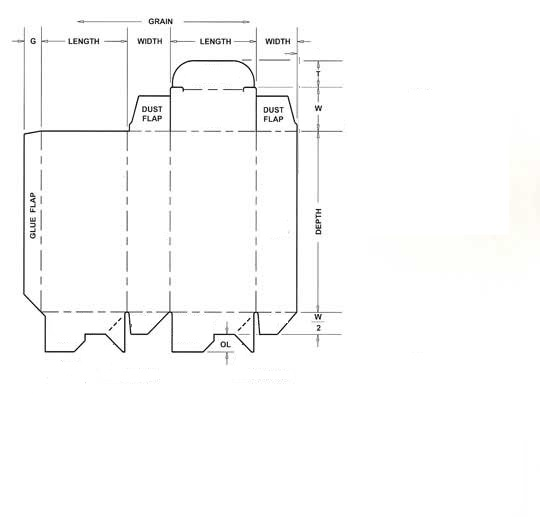 GRAIN
G LENGTH WIDTH LENGTH WIDTH
T
DUST
FLAP
DUST
FLAP
W
GLUE FLAP
DEPTH
W
2
OL